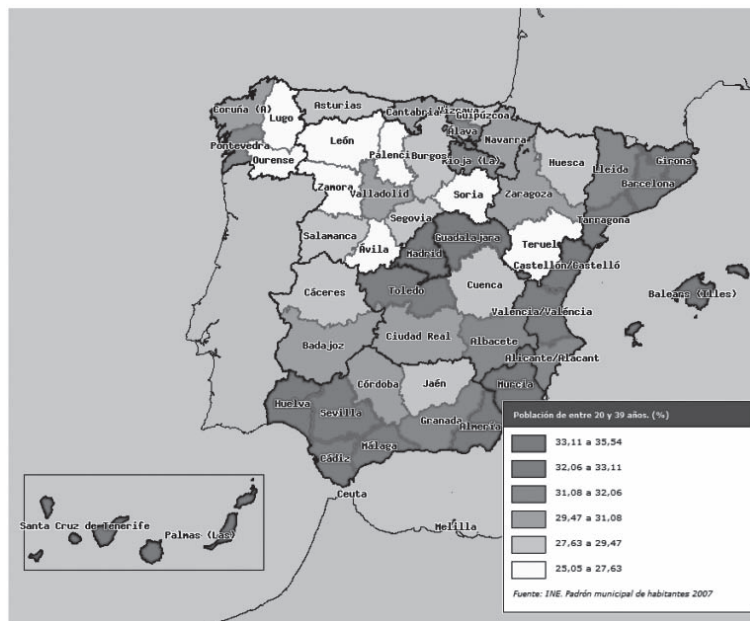 Coruña (A)
Lugo
Asturias
Cantabria
Vizcaya
Guipúzcoa
Álava
Navarra
Pontevedra
Ourense
León
Palenci
Burgos
Rioja (La)
Huesca
Lleida
Girona
Barcelona
Zamora
Valladolid
Soria
Zaragoza
Tarragona
Segovia
Salamanca
Ávila
Madrid
Guadalajara
Teruel
Castellón/Castelló
Cáceres
Toledo
Cuenca
Balears (Illes)
Valencia/València
Badajoz
Ciudad Real
Albacete
Alicante/Alacant
Córdoba
Jaén
Murcia
Huelva
Sevilla
Granada
Almería
Málaga
Cádiz
Ceuta
Melilla
Santa Cruz de Tenerife
Palmas (Las)
Población de entre 20 y 39 años. (%)
33,11 a 35,54
32,06 a 33,11
31,08 a 32,06
29,47 a 31,08
27,63 a 29,47
25,05 a 27,63
Fuente: INE. Padrón municipal de habitantes 2007